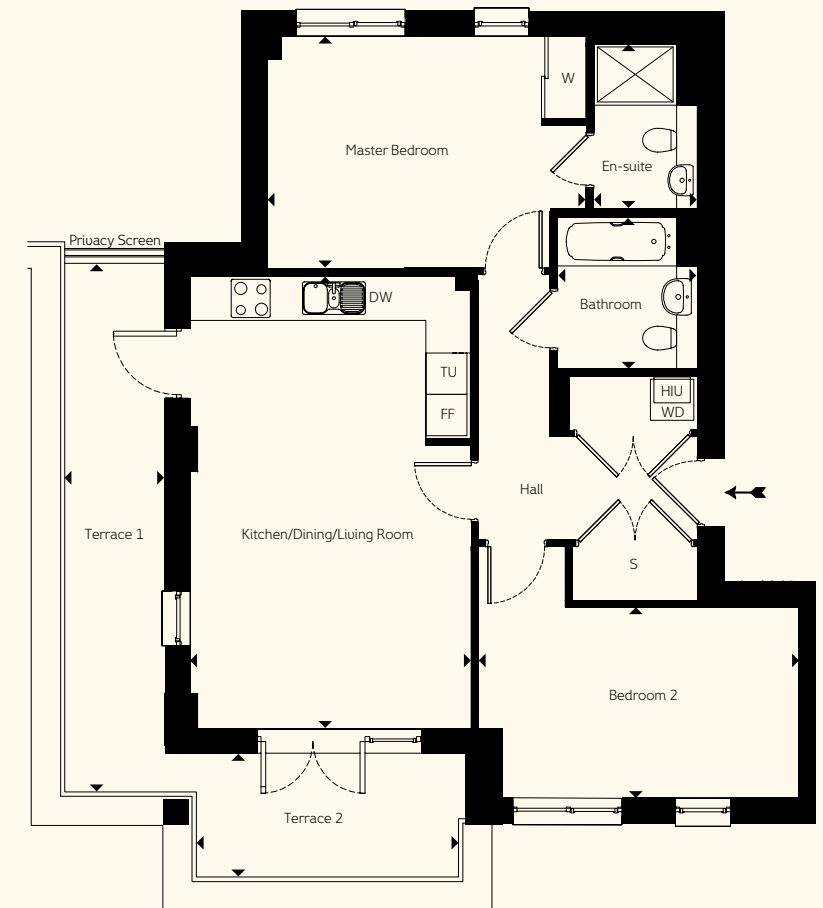 W
Master Bedroom
En-suite
Privacy Screen
DW
Bathroom
TU
HIU
FF
WD
Hall
Terrace 1
Kitchen/Dining/Living Room
S
Bedroom 2
Terrace 2